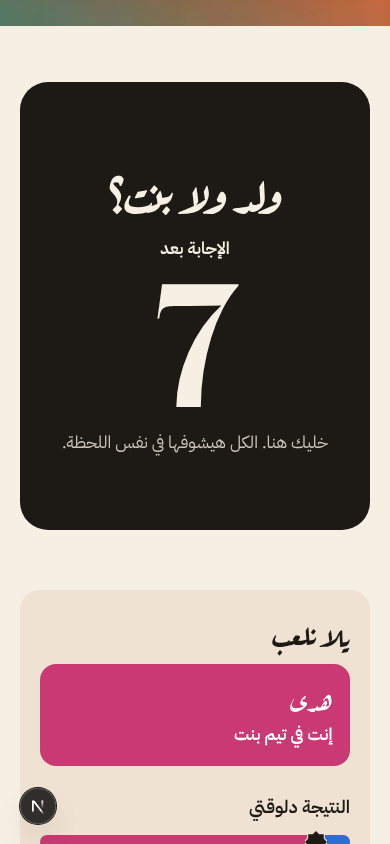 ولد ولا بنت؟
الإجابة بعد
7
خليك هنا. الكل هيشوفها في نفس اللحظة.
يلا نلعب
هدى
إنت في تيم بنت
النتيجة دلوقتي
N